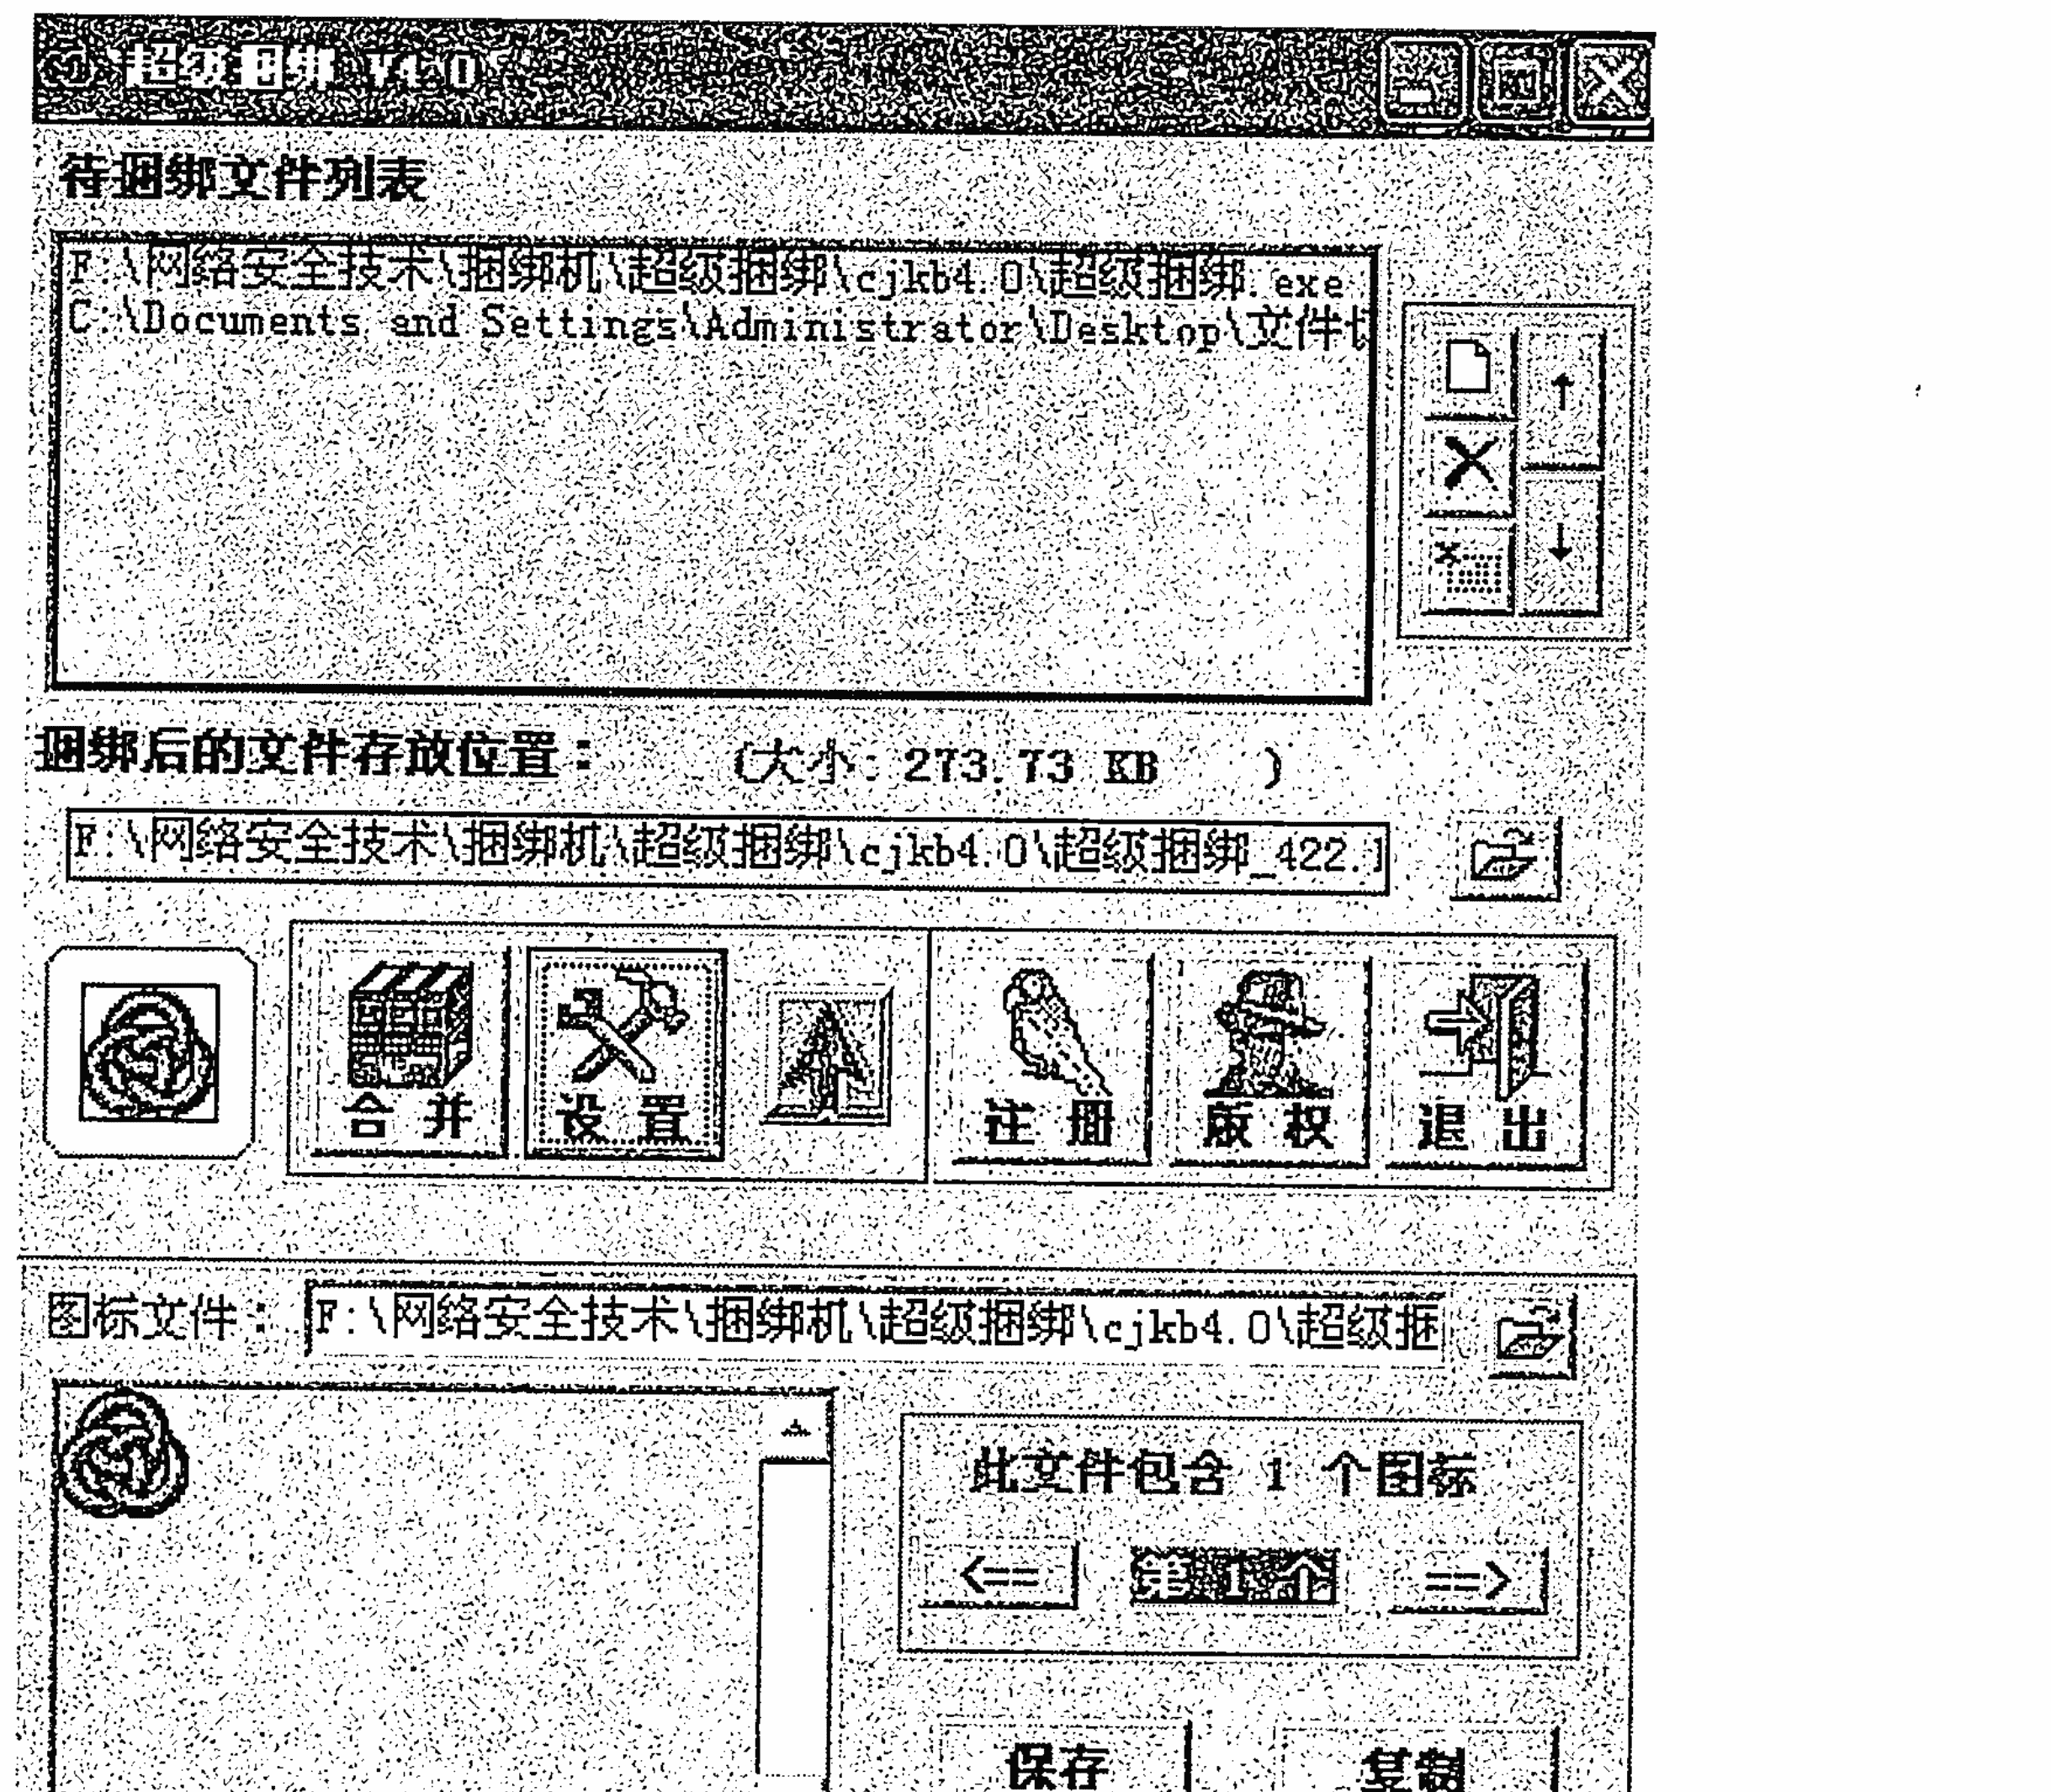 超级捆绑 V4.0
待捆绑文件列表
F:\网络安全技术\捆绑机\超级捆绑\cjkb4.0\超级捆绑.exe
C:\Documents and Settings\Administrator\Desktop\文件
捆绑后的文件存放位置: (大小: 273.73 KB )
F:\网络安全技术\捆绑机\超级捆绑\cjkb4.0\超级捆绑_422.
合并 设置 注册 版权 退出
图标文件: F:\网络安全技术\捆绑机\超级捆绑\cjkb4.0\超级捆
此文件包含 1 个图标
<== 第 1 个 ==>
保存 复制